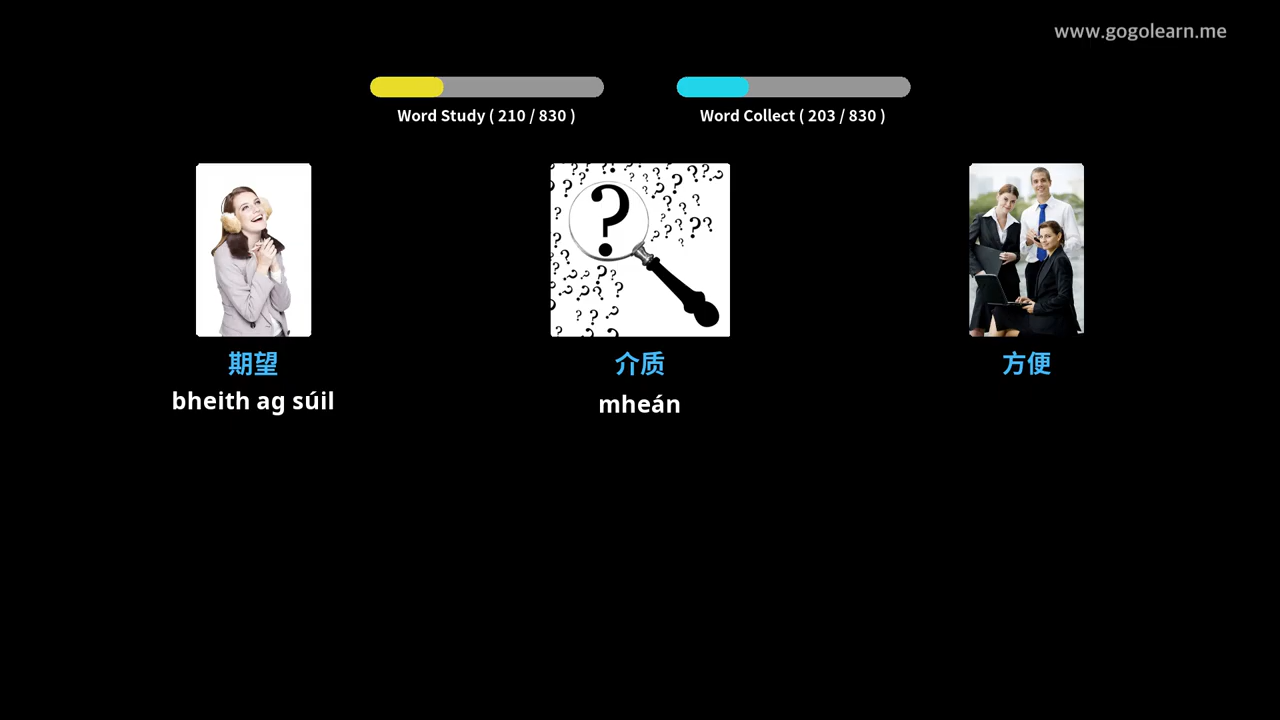 www.gogolearn.me
Word Study ( 210 / 830 )
Word Collect ( 203 / 830 )
期望
介质
方便
bheith ag súil
mheán